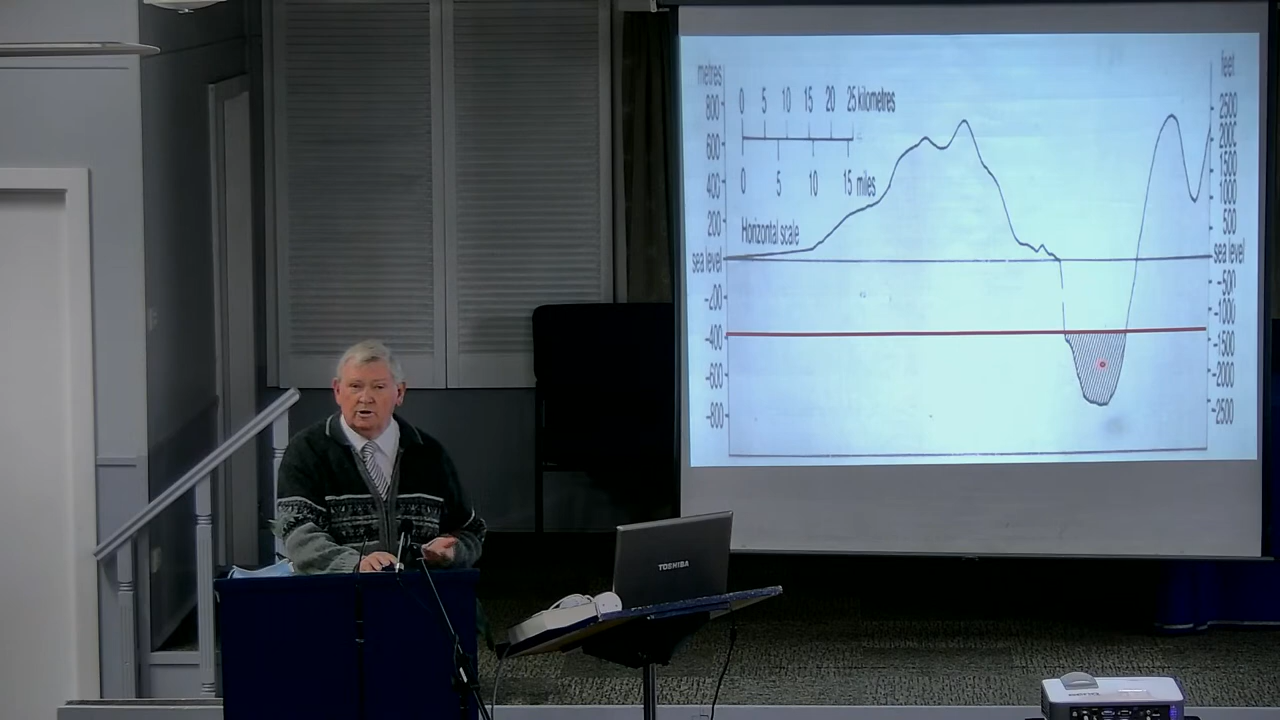 metres
feet
800
0 5 10 15 20 25 kilometres
2500
2000
600
1500
400
0 5 10 15 miles
1000
200
Horizontal scale
500
sea level
sea level
-200
-500
-1000
-400
-1500
-600
-2000
-800
-2500
TOSHIBA